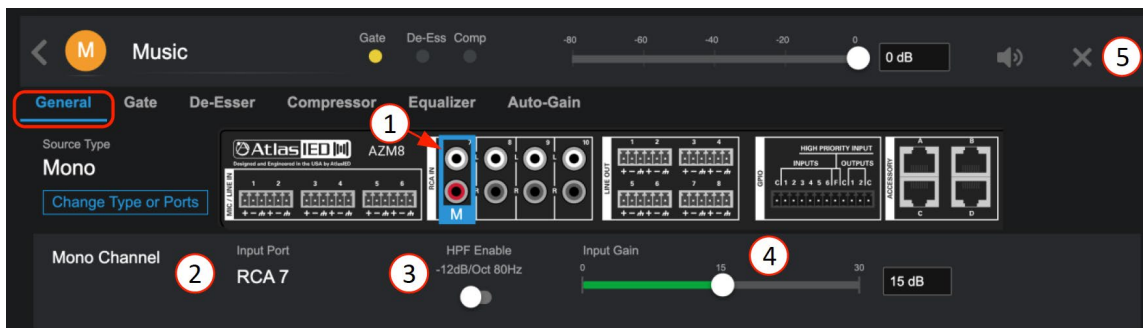 M Music Gate De-Ess Comp -80 -60 -40 -20 0 0 dB 5
General Gate De-Esser Compressor Equalizer Auto-Gain
1
Source Type
Mono
Change Type or Ports
Atlas IED AZM8
Designed and Engineered in the USA by AtlasIED
MIC / LINE IN
1 2 3 4 5 6
+ - + - + - + - + - + -
RCA IN
7 8 9 10
L L L
R R R
M
LINE OUT
1 2 3 4
+ - + - + - + -
5 6 7 8
+ - + - + - + -
GPIO
HIGH PRIORITY INPUT
INPUTS OUTPUTS
C 1 2 3 4 5 6 F C 1 2 C
ACCESSORY
A B
C D
Mono Channel
2
Input Port
RCA 7
3
HPF Enable
-12dB/Oct 80Hz
Input Gain
4
0 15 30
15 dB